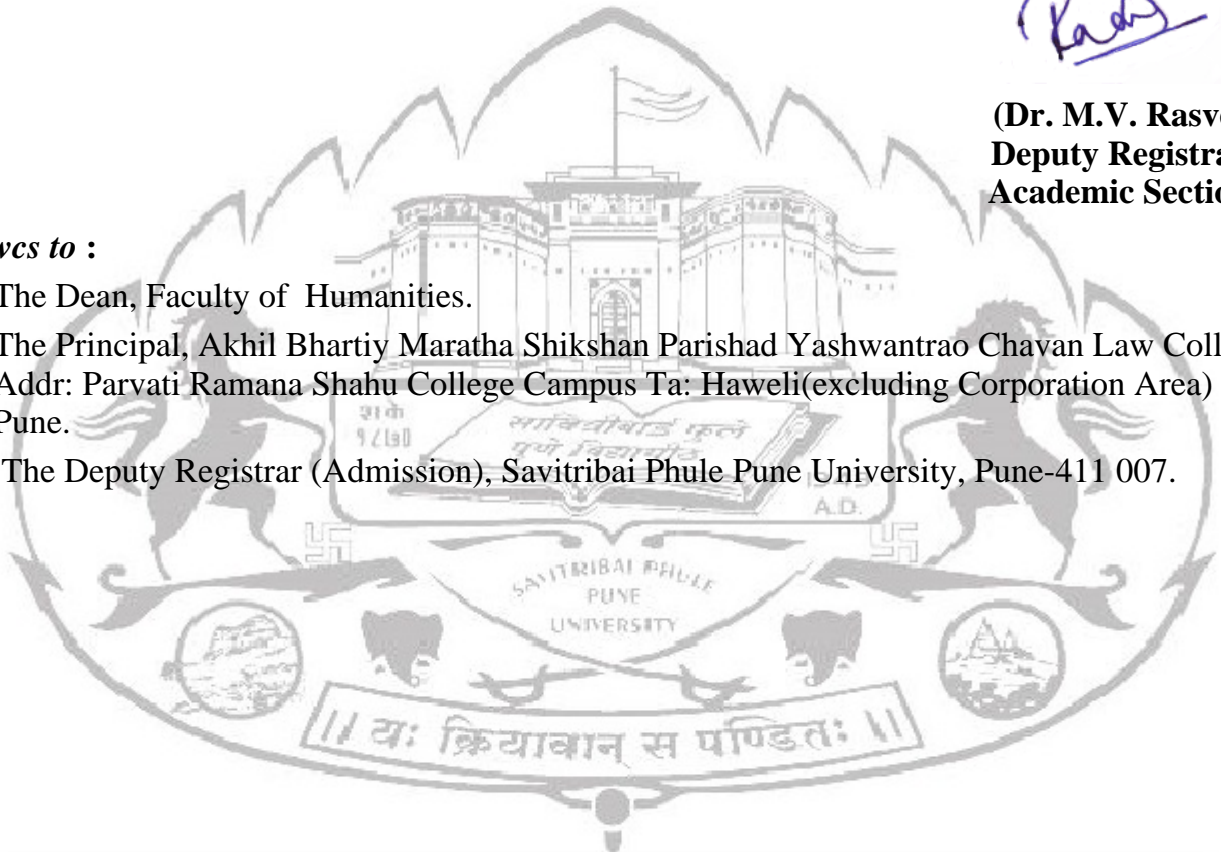 (Dr. M.V. Rasve
Deputy Registra
Academic Sectio
wcs to :
The Dean, Faculty of Humanities.
The Principal, Akhil Bhartiy Maratha Shikshan Parishad Yashwantrao Chavan Law Coll
Addr: Parvati Ramana Shahu College Campus Ta: Haweli(excluding Corporation Area)
Pune.
The Deputy Registrar (Admission), Savitribai Phule Pune University, Pune-411 007.
सावित्रीबाई फुले
पुणे विद्यापीठ
A.D.
SAVITRIBAI PHULE
PUNE
UNIVERSITY
|| यः क्रियावान् स पण्डितः ||